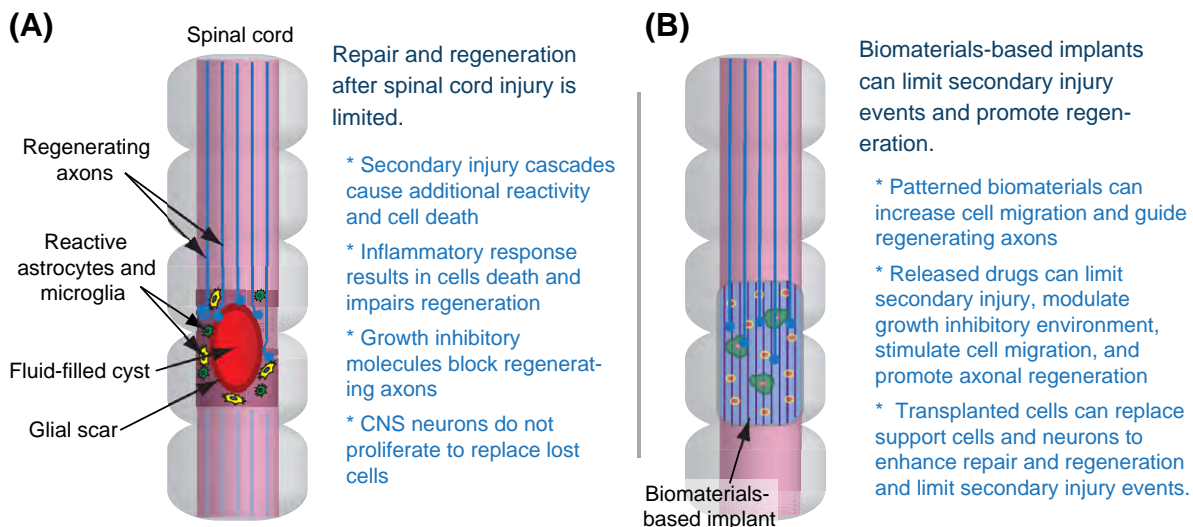 (A)
Spinal cord
Regenerating
axons
Reactive
astrocytes and
microglia
Fluid-filled cyst
Glial scar
Repair and regeneration
after spinal cord injury is
limited.
* Secondary injury cascades
cause additional reactivity
and cell death
* Inflammatory response
results in cells death and
impairs regeneration
* Growth inhibitory
molecules block regenerat-
ing axons
* CNS neurons do not
proliferate to replace lost
cells
(B)
Biomaterials-
based implant
Biomaterials-based implants
can limit secondary injury
events and promote regen-
eration.
* Patterned biomaterials can
increase cell migration and guide
regenerating axons
* Released drugs can limit
secondary injury, modulate
growth inhibitory environment,
stimulate cell migration, and
promote axonal regeneration
* Transplanted cells can replace
support cells and neurons to
enhance repair and regeneration
and limit secondary injury events.